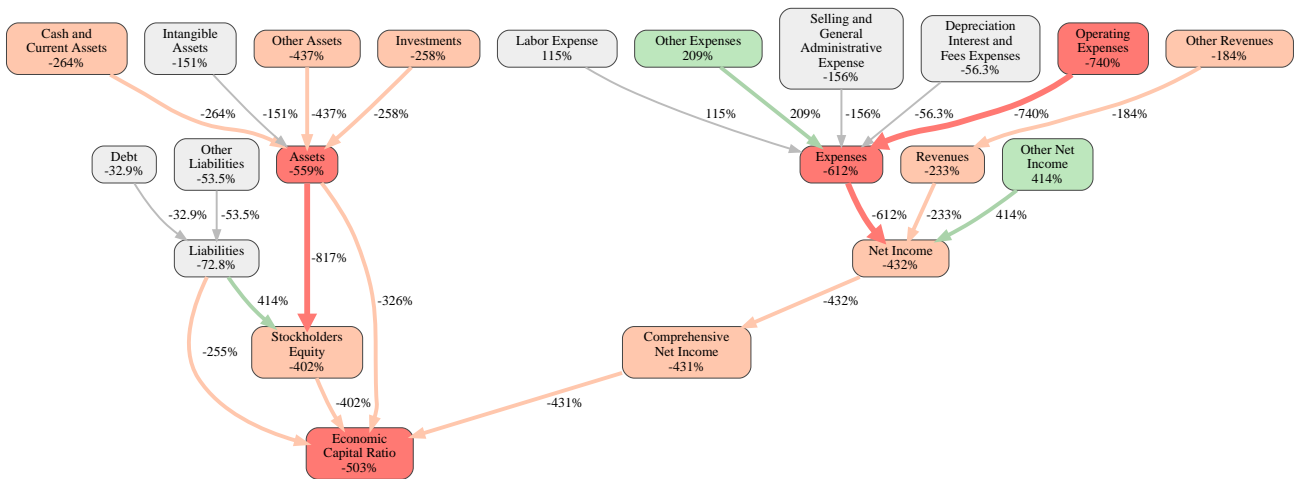 Cash and
Current Assets
-264%
Intangible
Assets
-151%
Other Assets
-437%
Investments
-258%
Labor Expense
115%
Other Expenses
209%
Selling and
General
Administrative
Expense
-156%
Depreciation
Interest and
Fees Expenses
-56.3%
Operating
Expenses
-740%
Other Revenues
-184%
-264%
-151%
-437%
-258%
115%
209%
-156%
-56.3%
-740%
-184%
Debt
-32.9%
Other
Liabilities
-53.5%
Assets
-559%
Expenses
-612%
Revenues
-233%
Other Net
Income
414%
-32.9%
-53.5%
-612%
-233%
414%
Liabilities
-72.8%
-817%
Net Income
-432%
414%
-326%
-432%
-255%
Stockholders
Equity
-402%
Comprehensive
Net Income
-431%
-402%
-431%
Economic
Capital Ratio
-503%